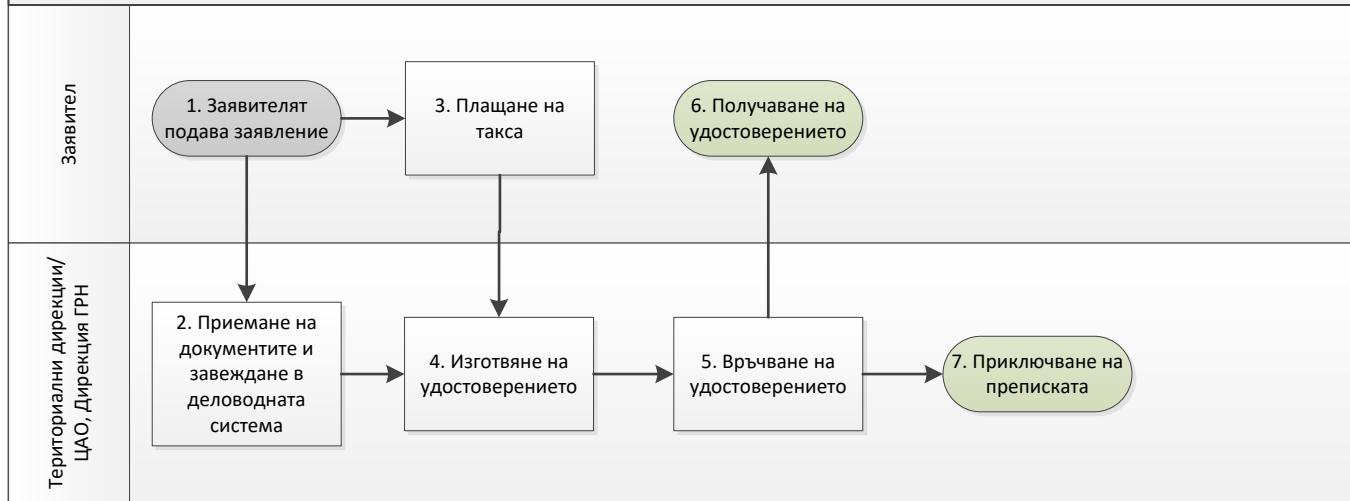 Заявител
1. Заявителят
подава заявление
3. Плащане на
такса
6. Получаване на
удостоверението
Териториални дирекции/
ЦАО, Дирекция ГРН
2. Приемане на
документите и
завеждане в
деловодната
система
4. Изготвяне на
удостоверението
5. Връчване на
удостоверението
7. Приключване на
преписката